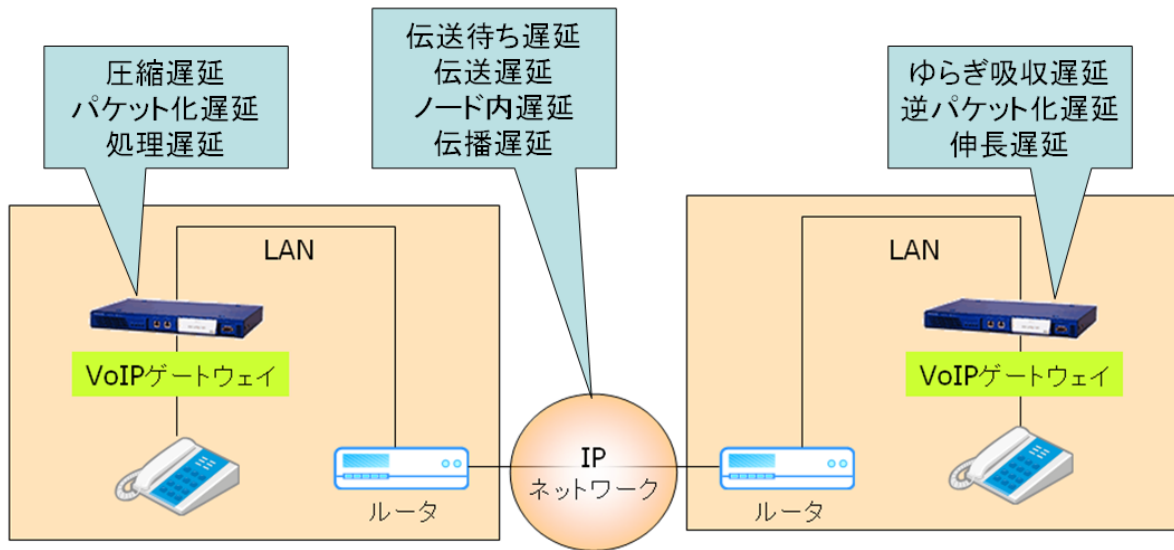 圧縮遅延
パケット化遅延
処理遅延
伝送待ち遅延
伝送遅延
ノード内遅延
伝播遅延
ゆらぎ吸収遅延
逆パケット化遅延
伸長遅延
LAN
VoIPゲートウェイ
ルータ
IP
ネットワーク
LAN
VoIPゲートウェイ
ルータ